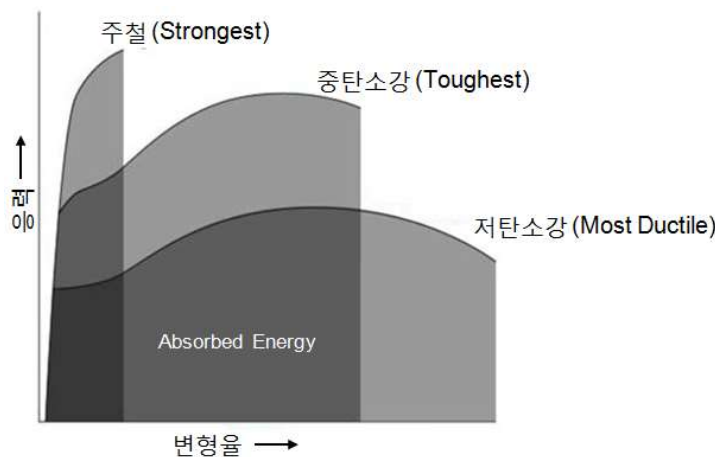 주철 (Strongest)
중탄소강 (Toughest)
저탄소강 (Most Ductile)
응력
Absorbed Energy
변형율